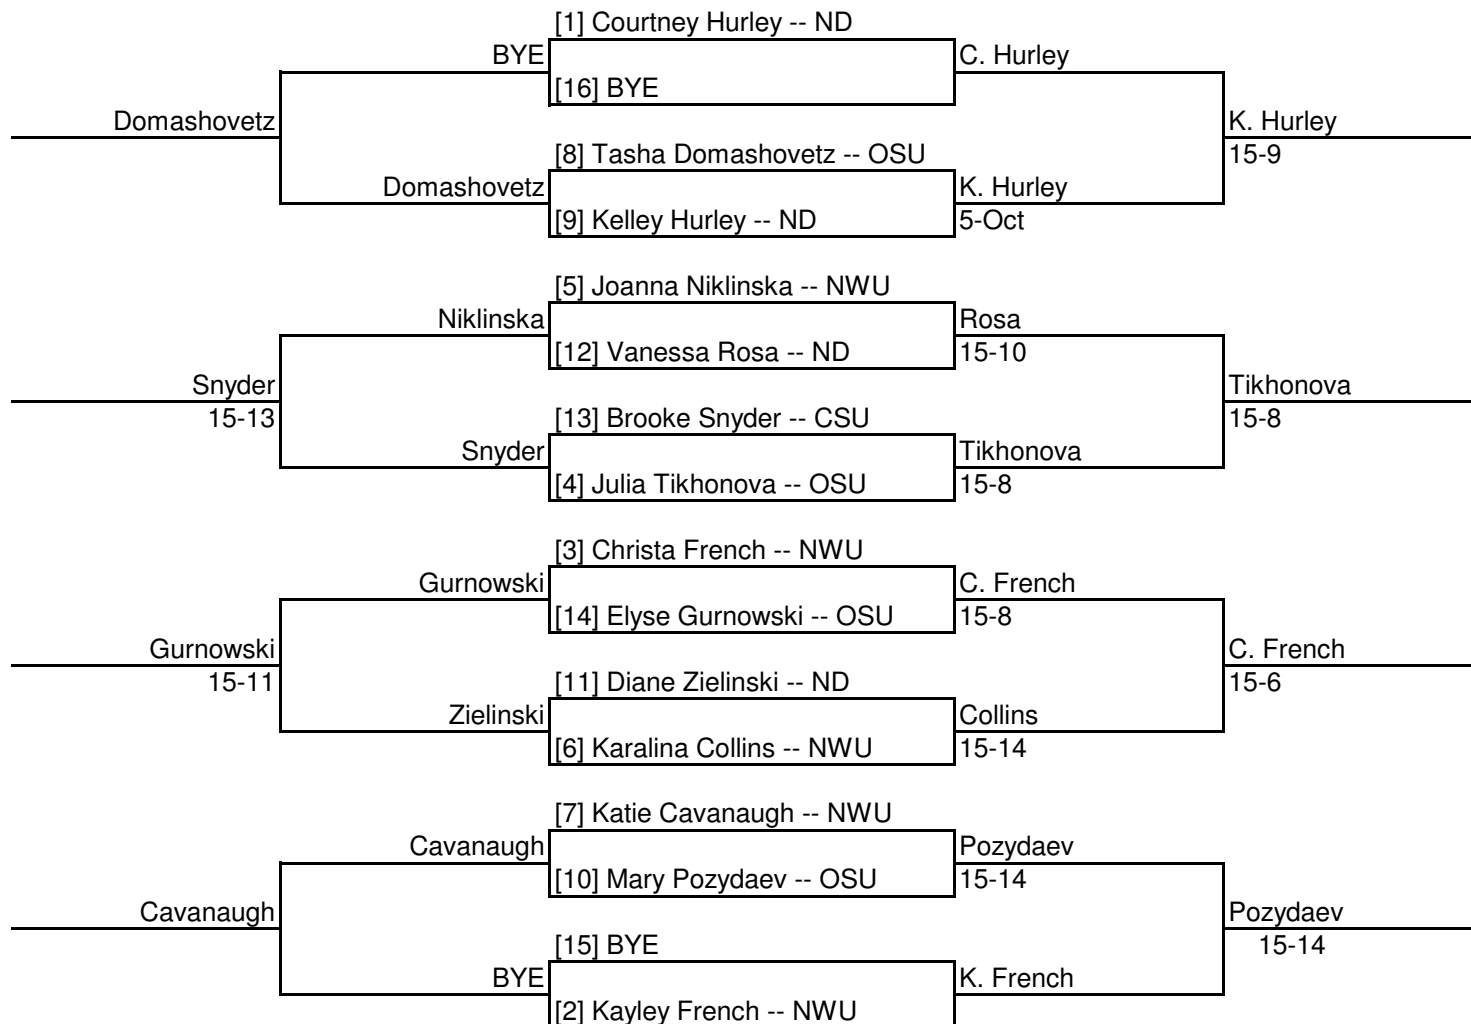 [1] Courtney Hurley -- ND
BYE
C. Hurley
[16] BYE
Domashovetz
K. Hurley
15-9
[8] Tasha Domashovetz -- OSU
Domashovetz
K. Hurley
[9] Kelley Hurley -- ND
5-Oct
[5] Joanna Niklinska -- NWU
Niklinska
Rosa
[12] Vanessa Rosa -- ND
15-10
Snyder
15-13
Tikhonova
15-8
[13] Brooke Snyder -- CSU
Snyder
Tikhonova
[4] Julia Tikhonova -- OSU
15-8
[3] Christa French -- NWU
Gurnowski
C. French
[14] Elyse Gurnowski -- OSU
15-8
Gurnowski
15-11
C. French
15-6
[11] Diane Zielinski -- ND
Zielinski
Collins
[6] Karalina Collins -- NWU
15-14
[7] Katie Cavanaugh -- NWU
Cavanaugh
Pozydaev
[10] Mary Pozydaev -- OSU
15-14
Cavanaugh
Pozydaev
15-14
[15] BYE
BYE
K. French
[2] Kayley French -- NWU